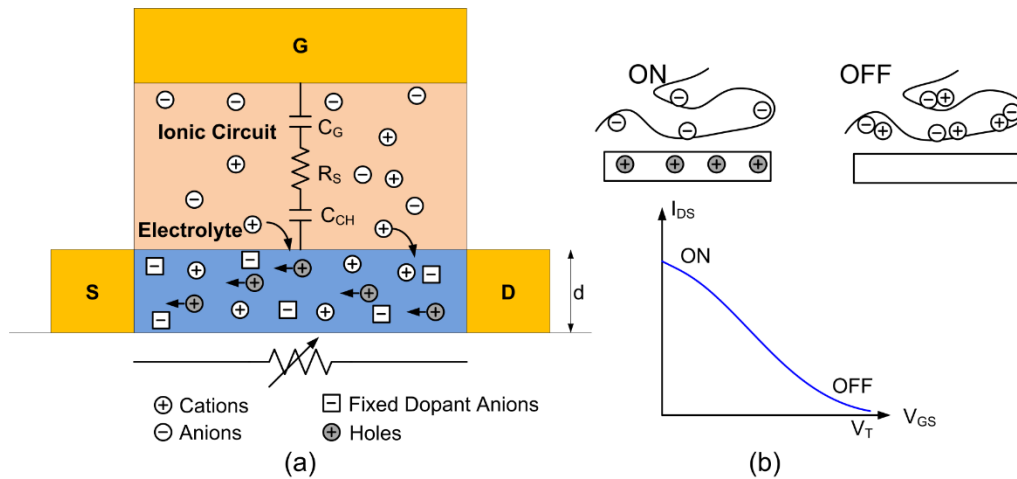 G
Ionic Circuit
C_G
R_S
C_CH
Electrolyte
S
D
d
⊕ Cations
⊖ Anions
Fixed Dopant Anions
Holes
(a)
ON
OFF
I_DS
ON
OFF
V_T
V_GS
(b)